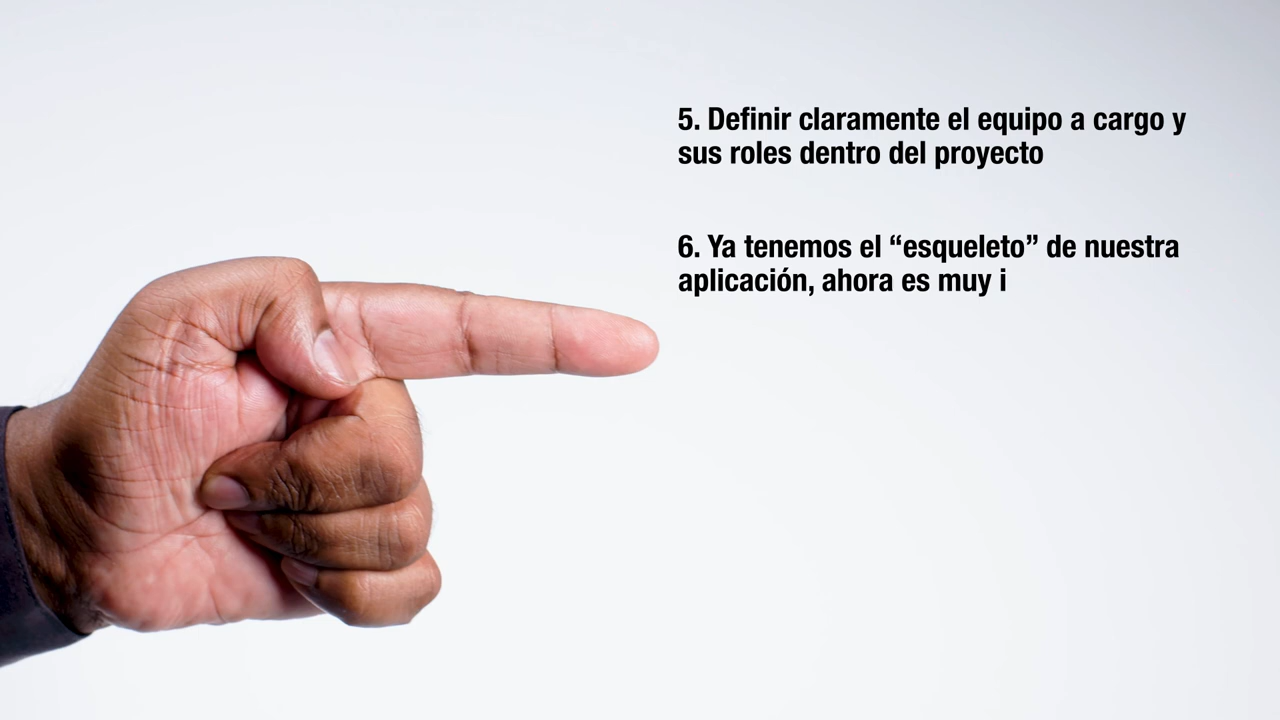 5. Definir claramente el equipo a cargo y
sus roles dentro del proyecto
6. Ya tenemos el “esqueleto” de nuestra
aplicación, ahora es muy i